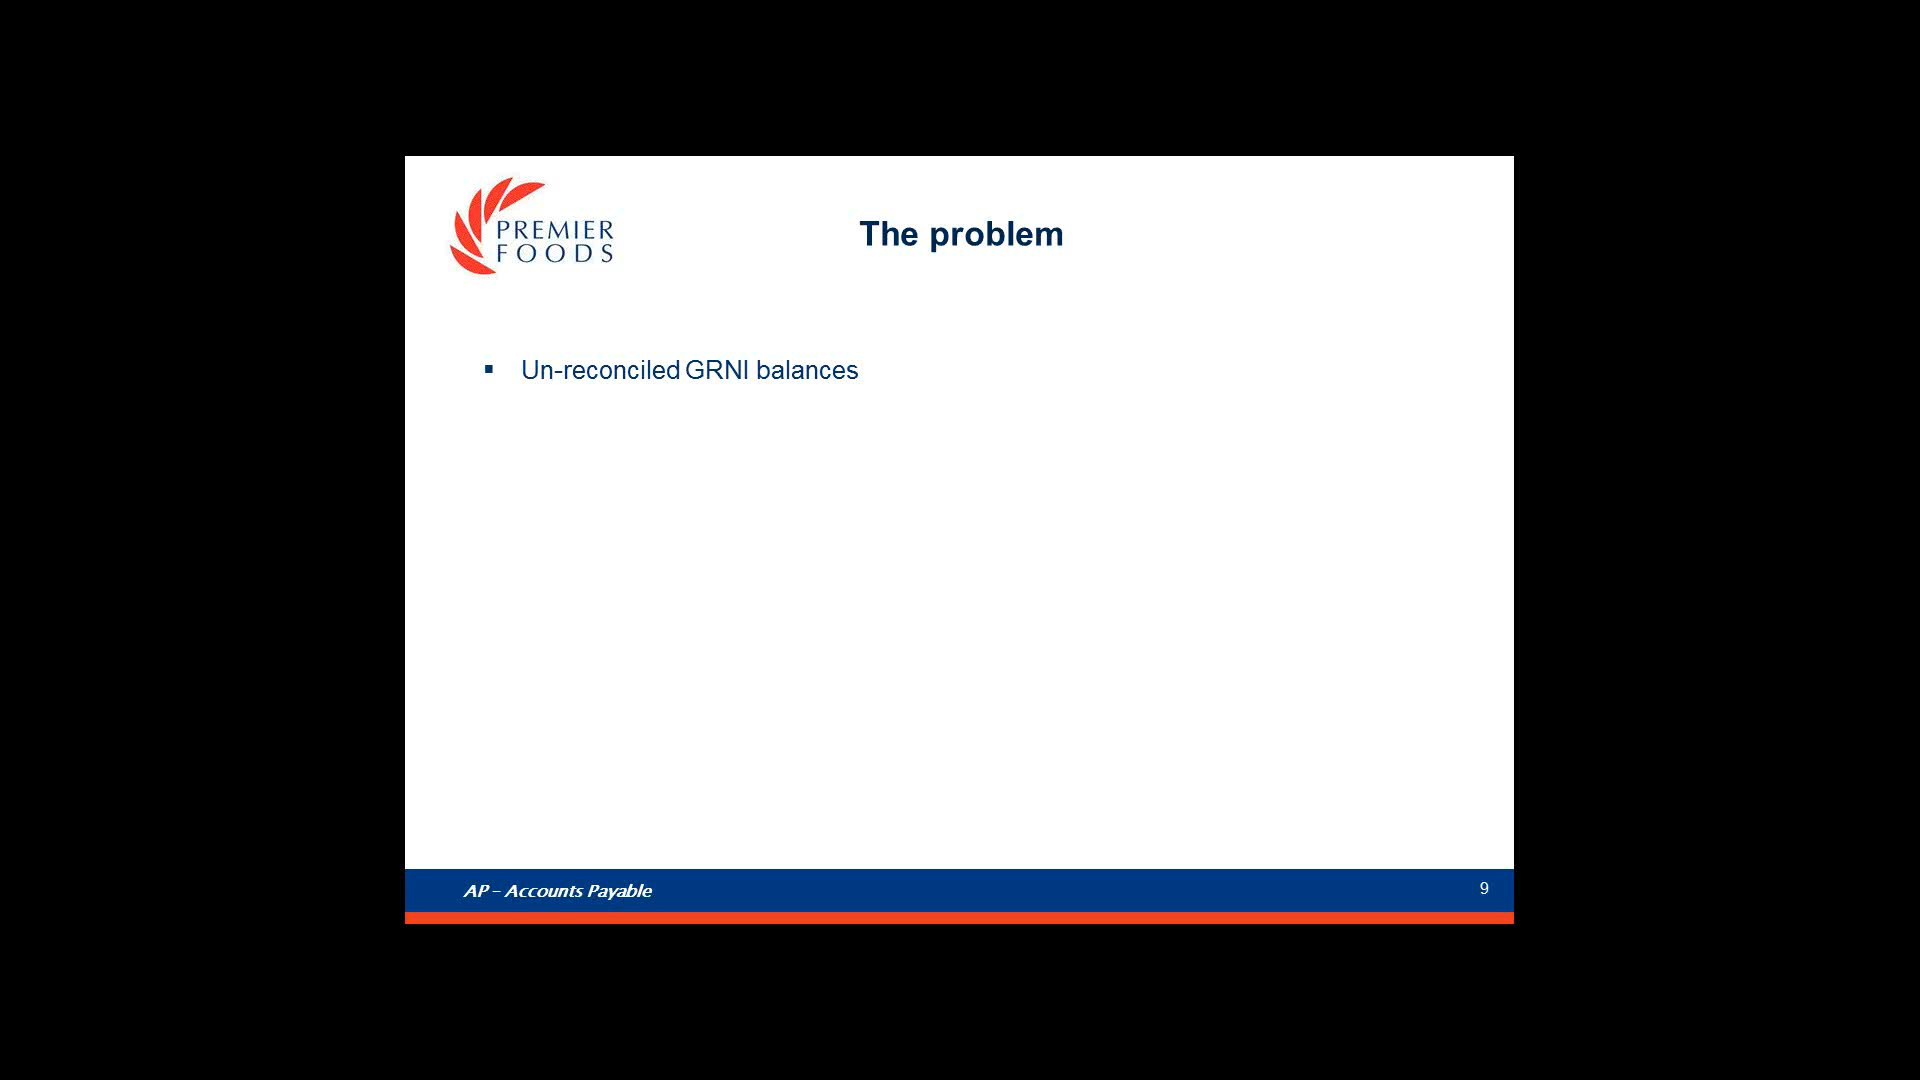 PREMIER
FOODS
The problem
▪ Un-reconciled GRNI balances
AP – Accounts Payable
9